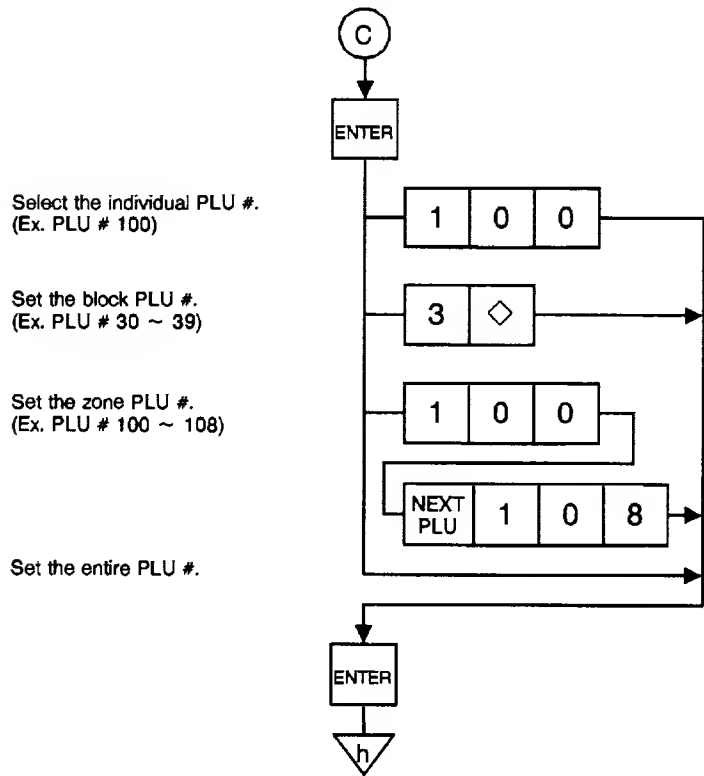 C
ENTER
Select the individual PLU #.
(Ex. PLU # 100)
1 0 0
Set the block PLU #.
(Ex. PLU # 30 ~ 39)
3 ◇
Set the zone PLU #.
(Ex. PLU # 100 ~ 108)
1 0 0
NEXT
PLU 1 0 8
Set the entire PLU #.
ENTER
h